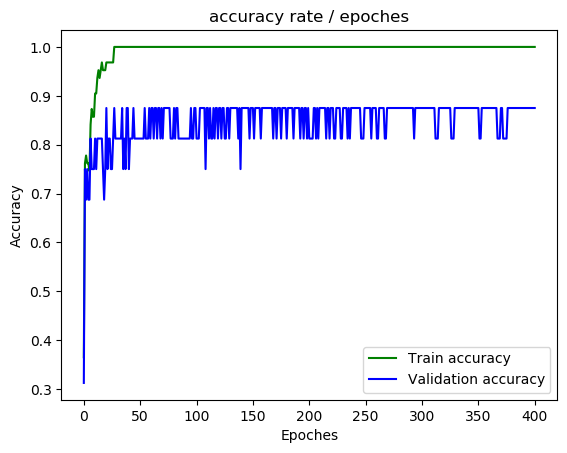 accuracy rate / epoches
1.0
0.9
0.8
0.7
0.6
0.5
0.4
0.3
Accuracy
0 50 100 150 200 250 300 350 400
Epoches
Train accuracy
Validation accuracy